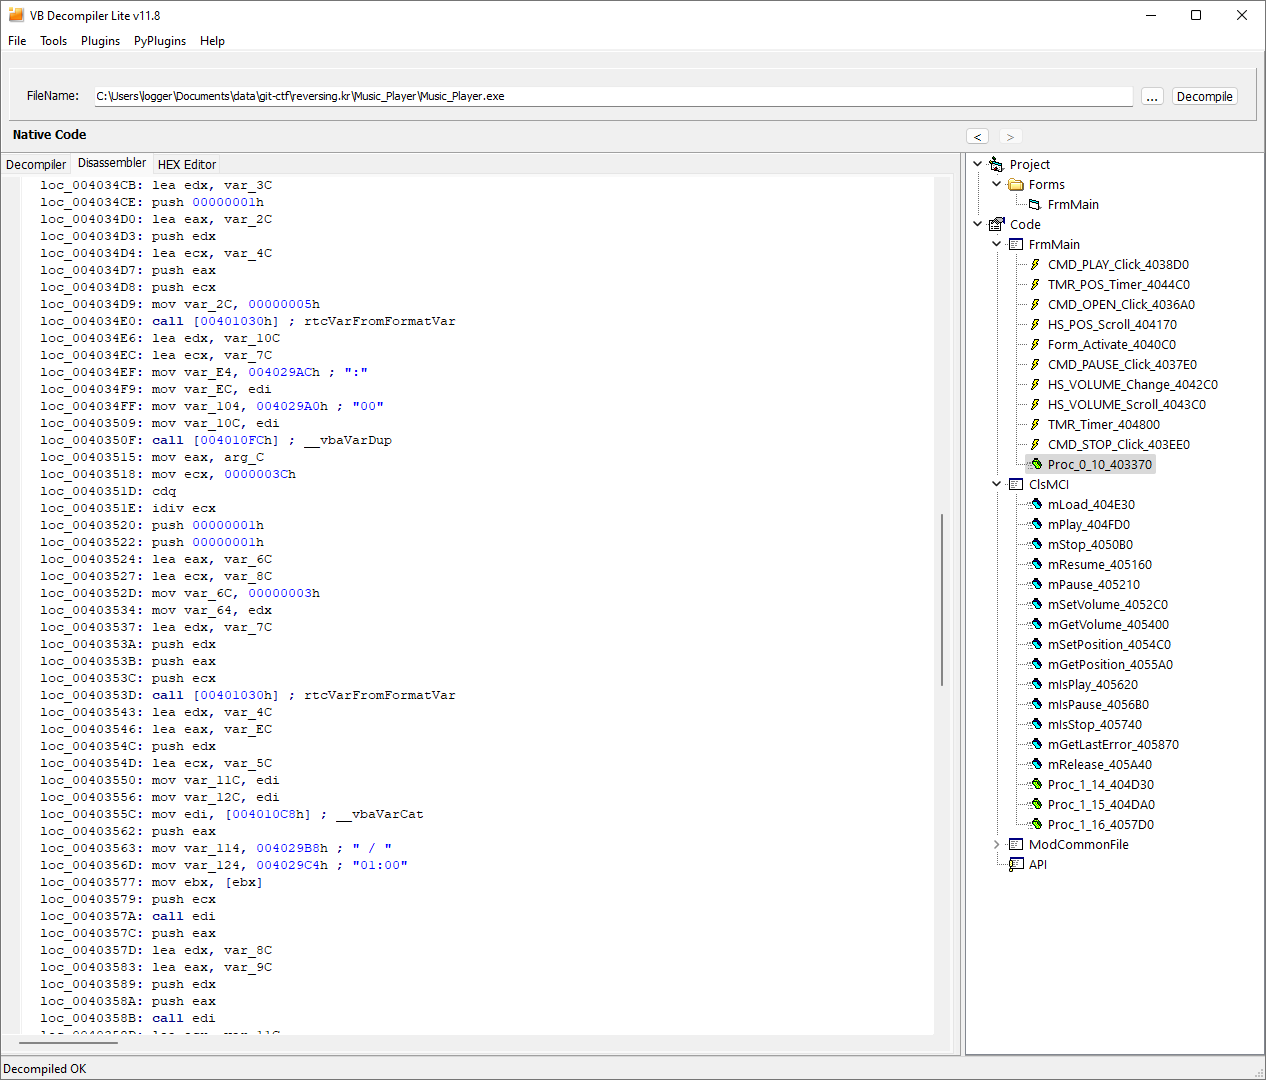 VB Decompiler Lite v11.8
File Tools Plugins PyPlugins Help
FileName: C:\Users\logger\Documents\data\git-ctf\reversing.kr\Music_Player\Music_Player.exe ... Decompile
Native Code < >
Decompiler Disassembler HEX Editor
loc_004034CB: lea edx, var_3C
loc_004034CE: push 00000001h
loc_004034D0: lea eax, var_2C
loc_004034D3: push edx
loc_004034D4: lea ecx, var_4C
loc_004034D7: push eax
loc_004034D8: push ecx
loc_004034D9: mov var_2C, 00000005h
loc_004034E0: call [00401030h] ; rtcVarFromFormatVar
loc_004034E6: lea edx, var_10C
loc_004034EC: lea ecx, var_7C
loc_004034EF: mov var_E4, 004029ACh ; ":"
loc_004034F9: mov var_EC, edi
loc_004034FF: mov var_104, 004029A0h ; "00"
loc_00403509: mov var_10C, edi
loc_0040350F: call [004010FCh] ; __vbaVarDup
loc_00403515: mov eax, arg_C
loc_00403518: mov ecx, 0000003Ch
loc_0040351D: cdq
loc_0040351E: idiv ecx
loc_00403520: push 00000001h
loc_00403522: push 00000001h
loc_00403524: lea eax, var_6C
loc_00403527: lea ecx, var_8C
loc_0040352D: mov var_6C, 00000003h
loc_00403534: mov var_64, edx
loc_00403537: lea edx, var_7C
loc_0040353A: push edx
loc_0040353B: push eax
loc_0040353C: push ecx
loc_0040353D: call [00401030h] ; rtcVarFromFormatVar
loc_00403543: lea edx, var_4C
loc_00403546: lea eax, var_EC
loc_0040354C: push edx
loc_0040354D: lea ecx, var_5C
loc_00403550: mov var_11C, edi
loc_00403556: mov var_12C, edi
loc_0040355C: mov edi, [004010C8h] ; __vbaVarCat
loc_00403562: push eax
loc_00403563: mov var_114, 004029B8h ; " / "
loc_0040356D: mov var_124, 004029C4h ; "01:00"
loc_00403577: mov ebx, [ebx]
loc_00403579: push ecx
loc_0040357A: call edi
loc_0040357C: push eax
loc_0040357D: lea edx, var_8C
loc_00403583: lea eax, var_9C
loc_00403589: push edx
loc_0040358A: push eax
loc_0040358B: call edi
Project
Forms
FrmMain
Code
FrmMain
CMD_PLAY_Click_4038D0
TMR_POS_Timer_4044C0
CMD_OPEN_Click_4036A0
HS_POS_Scroll_404170
Form_Activate_4040C0
CMD_PAUSE_Click_4037E0
HS_VOLUME_Change_4042C0
HS_VOLUME_Scroll_4043C0
TMR_Timer_404800
CMD_STOP_Click_403EE0
Proc_0_10_403370
ClsMCI
mLoad_404E30
mPlay_404FD0
mStop_4050B0
mResume_405160
mPause_405210
mSetVolume_4052C0
mGetVolume_405400
mSetPosition_4054C0
mGetPosition_4055A0
mIsPlay_405620
mIsPause_4056B0
mIsStop_405740
mGetLastError_405870
mRelease_405A40
Proc_1_14_404D30
Proc_1_15_404DA0
Proc_1_16_4057D0
ModCommonFile
API
Decompiled OK